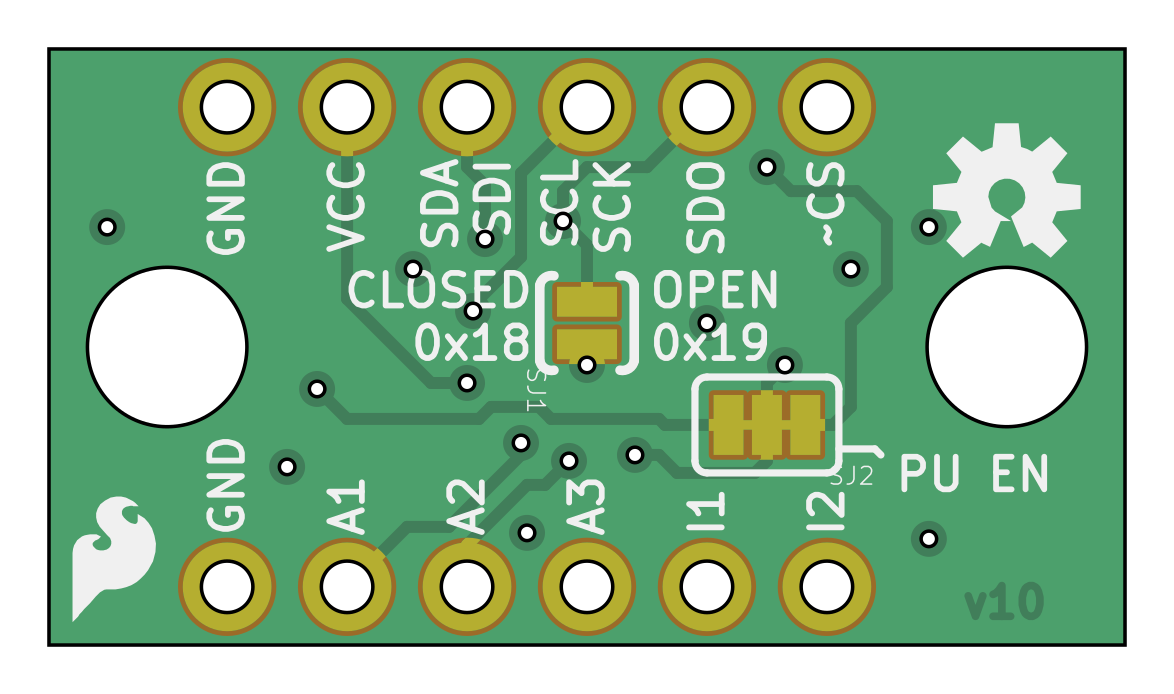 GND
VCC
SDA
SDI
SCL
SCK
SDO
~CS
CLOSED
0x18
OPEN
0x19
SJ1
SJ2
PU EN
GND
A1
A2
A3
I1
I2
v10